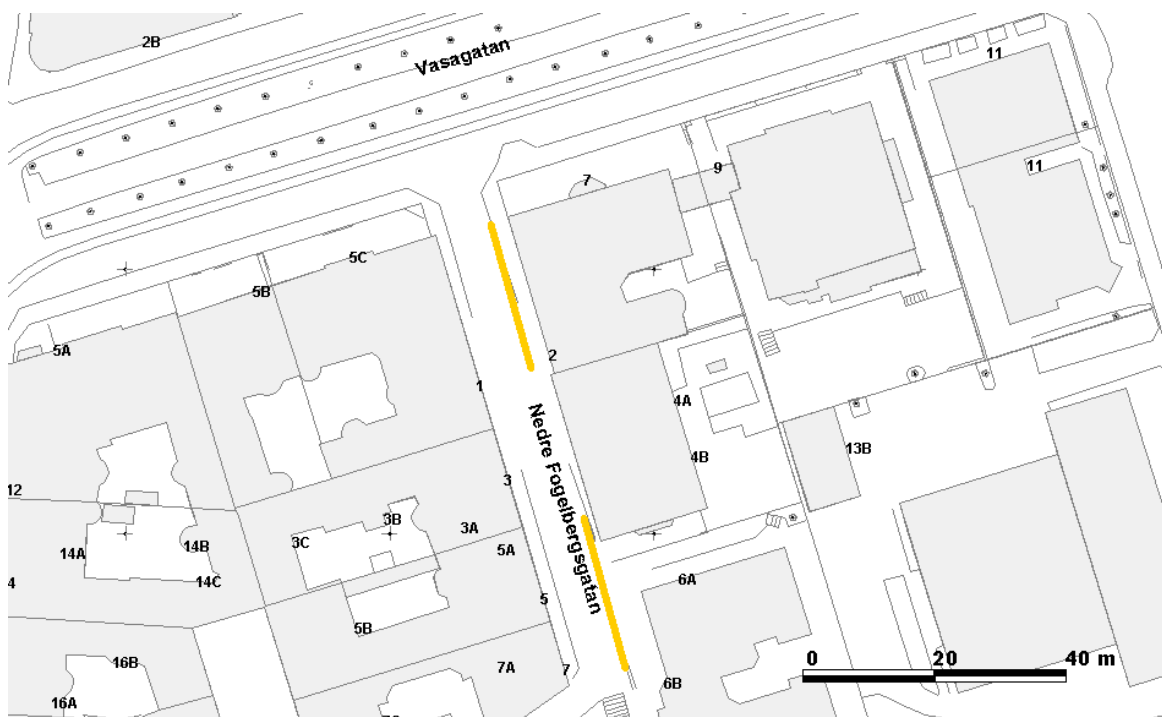 2B
Vasagatan
11
7
9
11
5C
5B
5A
2
1
4A
Nedre Fogelbergsgatan
4B
13B
12
3
3B
3A
3C
14A
14B
5A
4
14C
6A
5
5B
16B
7A
7
0 20 40 m
6B
16A